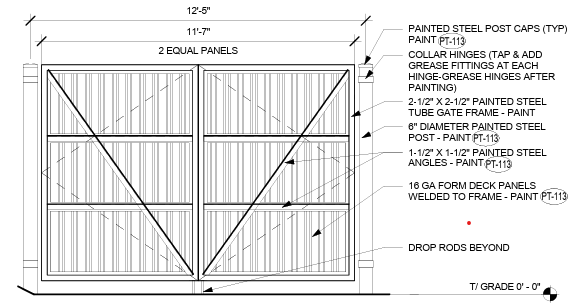 12'-5"
11'-7"
2 EQUAL PANELS
PAINTED STEEL POST CAPS (TYP)
PAINT PT-113
COLLAR HINGES (TAP & ADD
GREASE FITTINGS AT EACH
HINGE-GREASE HINGES AFTER
PAINTING)
2-1/2" X 2-1/2" PAINTED STEEL
TUBE GATE FRAME - PAINT
6" DIAMETER PAINTED STEEL
POST - PAINT PT-113
1-1/2" X 1-1/2" PAINTED STEEL
ANGLES - PAINT PT-113
16 GA FORM DECK PANELS
WELDED TO FRAME - PAINT PT-113
DROP RODS BEYOND
T/ GRADE 0' - 0"